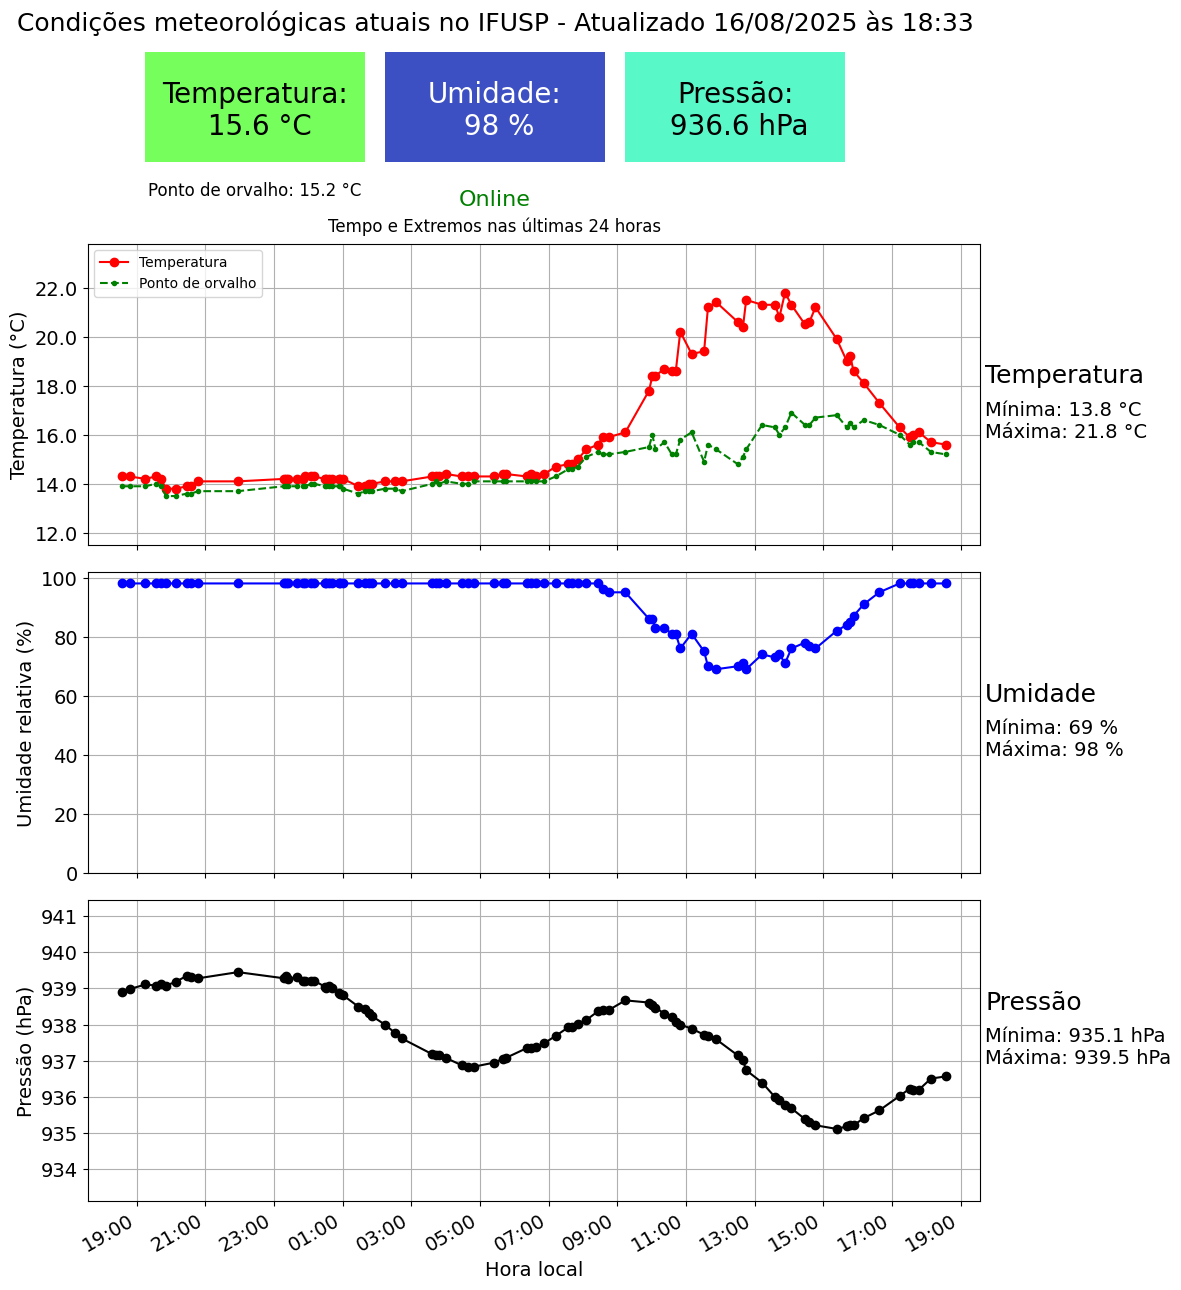 Condições meteorológicas atuais no IFUSP - Atualizado 16/08/2025 às 18:33
Temperatura:
15.6 °C
Umidade:
98 %
Pressão:
936.6 hPa
Ponto de orvalho: 15.2 °C
Online
Tempo e Extremos nas últimas 24 horas
Temperatura
Ponto de orvalho
Temperatura (°C)
22.0
20.0
18.0
16.0
14.0
12.0
Temperatura
Mínima: 13.8 °C
Máxima: 21.8 °C
Umidade relativa (%)
100
80
60
40
20
0
Umidade
Mínima: 69 %
Máxima: 98 %
Pressão (hPa)
941
940
939
938
937
936
935
934
Pressão
Mínima: 935.1 hPa
Máxima: 939.5 hPa
19:00
21:00
23:00
01:00
03:00
05:00
07:00
09:00
11:00
13:00
15:00
17:00
19:00
Hora local